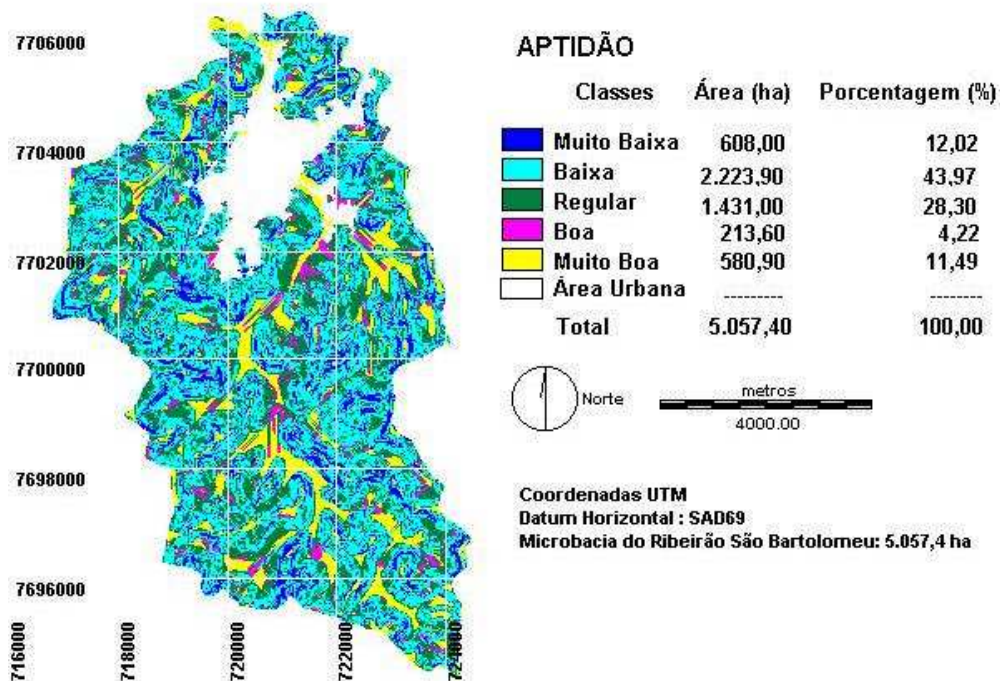 7706000
7704000
7702000
7700000
7698000
7696000
716000
718000
720000
722000
724000
APTIDÃO
Classes Área (ha) Porcentagem (%)
Muito Baixa 608,00 12,02
Baixa 2.223,90 43,97
Regular 1.431,00 28,30
Boa 213,60 4,22
Muito Boa 580,90 11,49
Área Urbana --------- --------
Total 5.057,40 100,00
Norte
metros
4000.00
Coordenadas UTM
Datum Horizontal : SAD69
Microbacia do Ribeirão São Bartolomeu: 5.057,4 ha